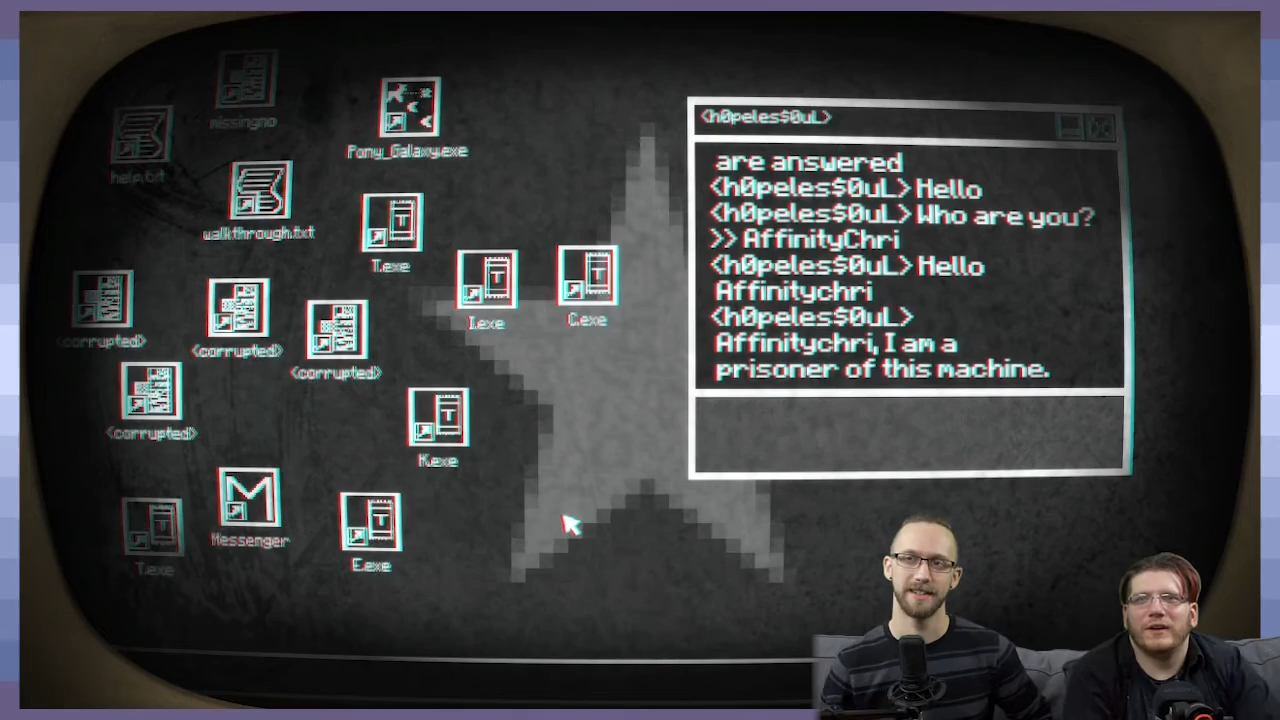 missingno
help.txt
Pony_Galaxy.exe
walkthrough.txt
T.exe
I.exe
C.exe
<corrupted>
<corrupted>
<corrupted>
<corrupted>
K.exe
Messenger
T.exe
E.exe
<h0peles$0uL>
are answered
<h0peles$0uL> Hello
<h0peles$0uL> Who are you?
>> AffinityChri
<h0peles$0uL> Hello
Affinitychri
<h0peles$0uL>
Affinitychri, I am a
prisoner of this machine.